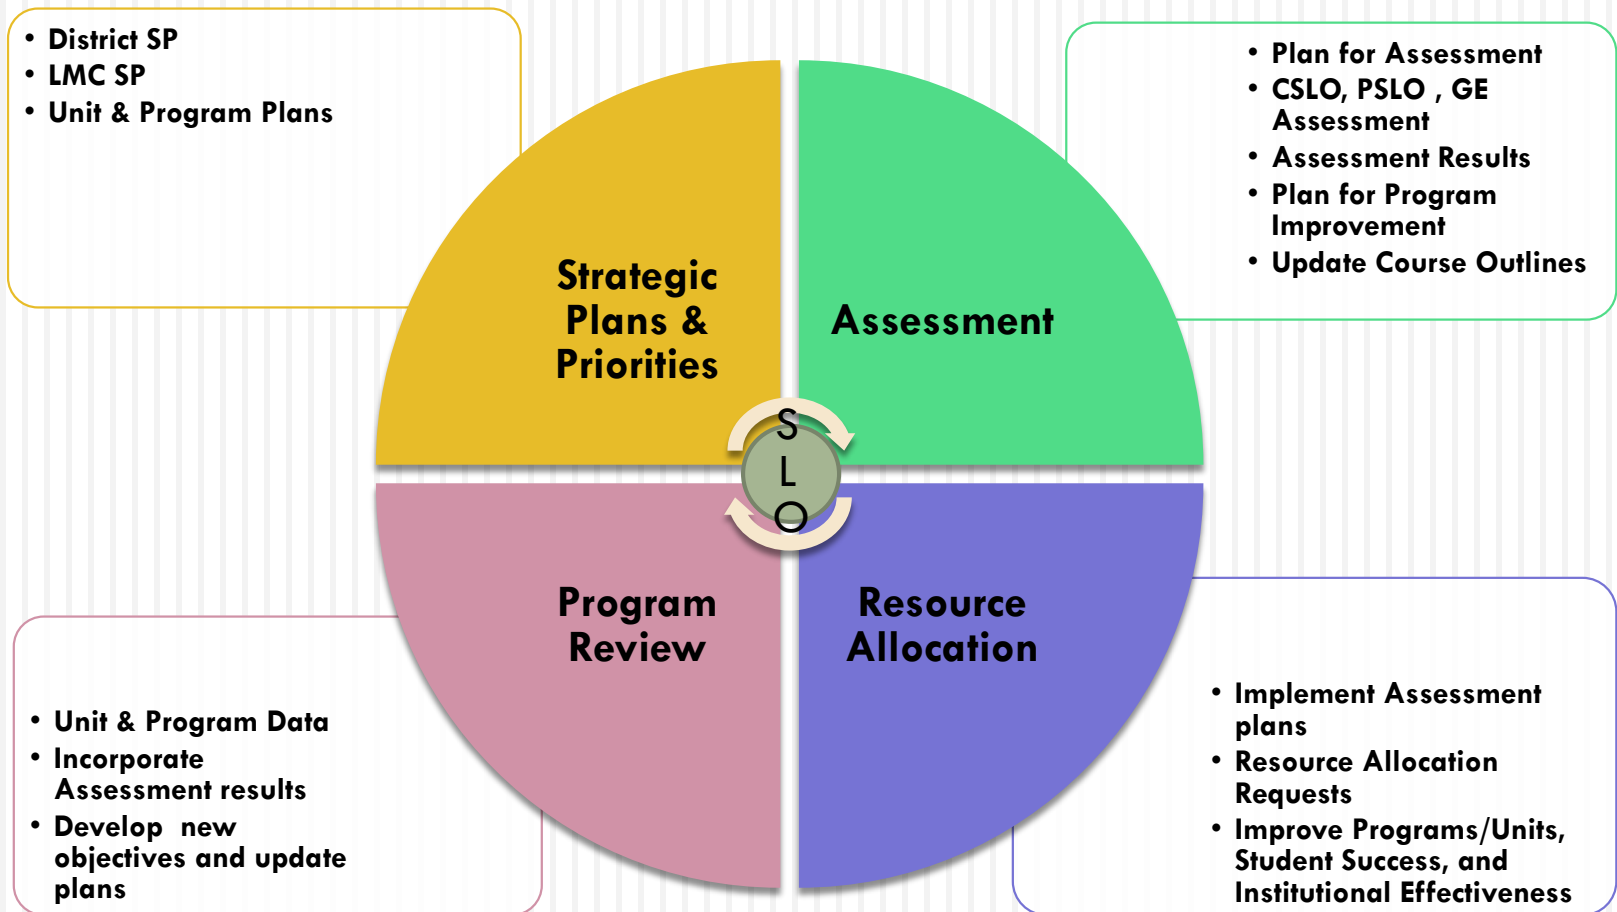 • District SP
• LMC SP
• Unit & Program Plans
• Plan for Assessment
• CSLO, PSLO , GE
Assessment
• Assessment Results
• Plan for Program
Improvement
• Update Course Outlines
Strategic
Plans &
Priorities
Assessment
S
L
O
Program
Review
Resource
Allocation
• Unit & Program Data
• Incorporate
Assessment results
• Develop new
objectives and update
plans
• Implement Assessment
plans
• Resource Allocation
Requests
• Improve Programs/Units,
Student Success, and
Institutional Effectiveness